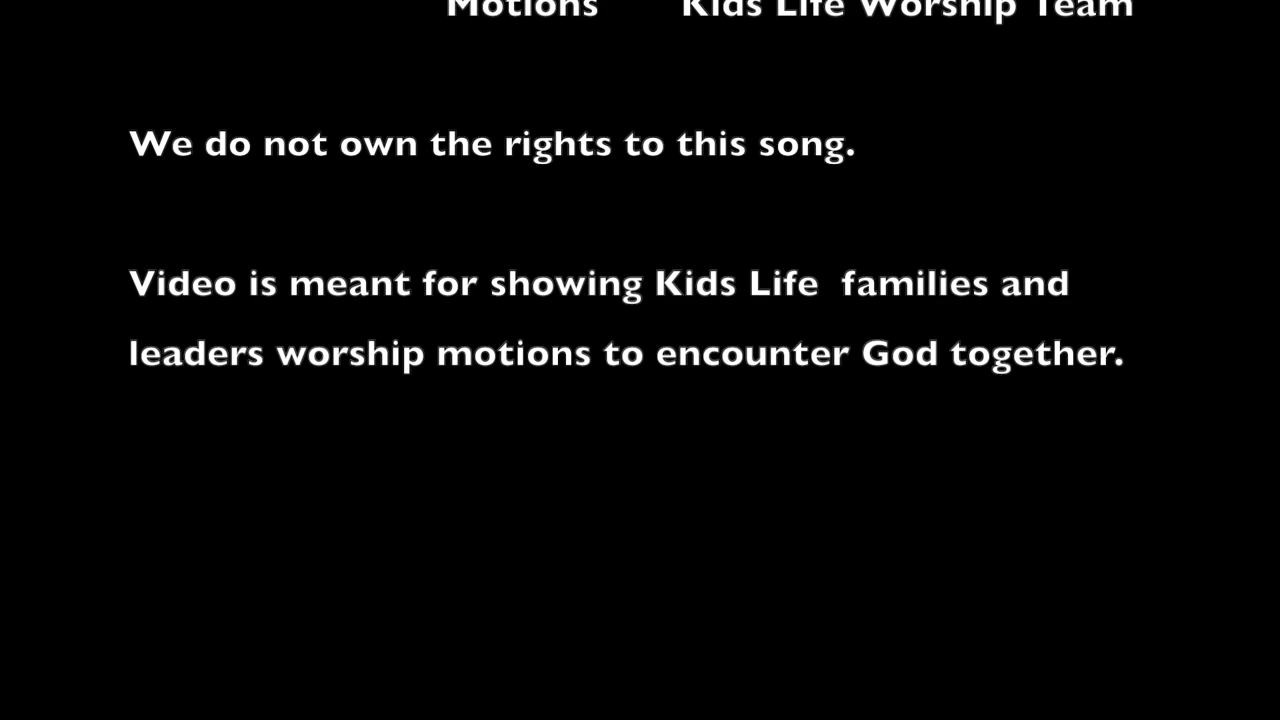 Motions Kids Life Worship Team
We do not own the rights to this song.
Video is meant for showing Kids Life families and
leaders worship motions to encounter God together.